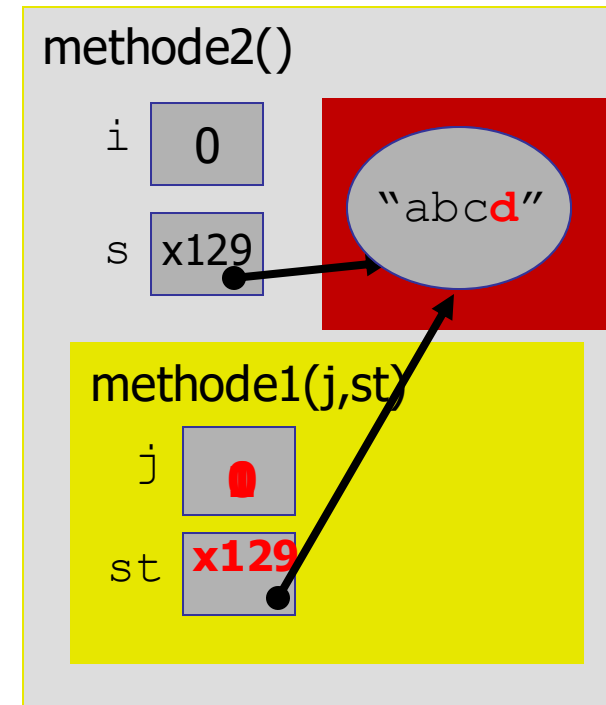 methode2()
i 0
“abcd”
s x129
methode1(j,st)
j
st x129